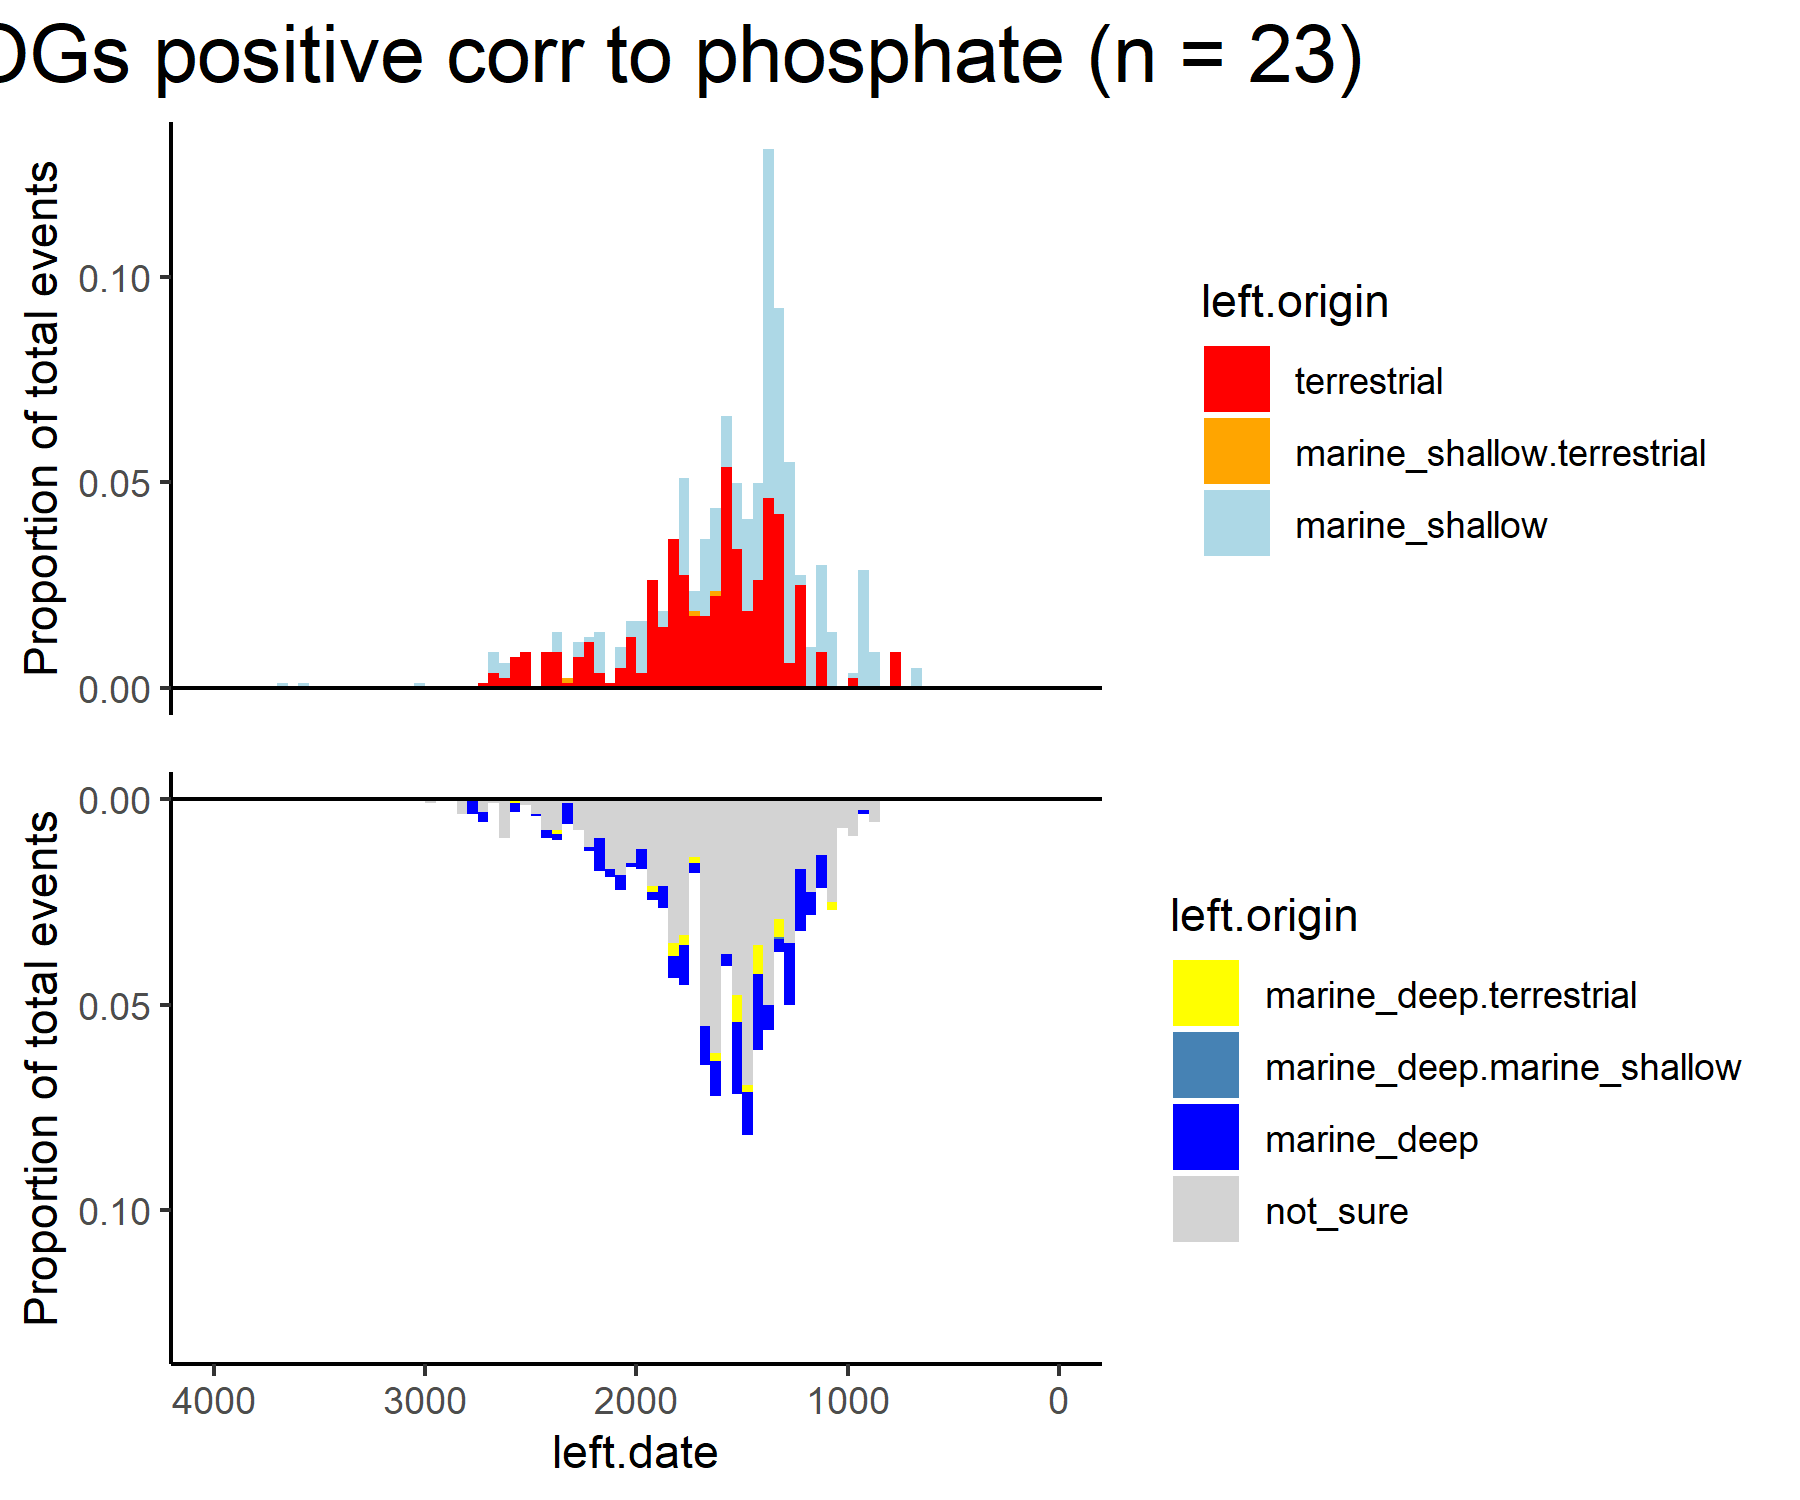 OGs positive corr to phosphate (n = 23)
Proportion of total events
0.10
0.05
0.00
left.origin
terrestrial
marine_shallow.terrestrial
marine_shallow
Proportion of total events
0.00
0.05
0.10
left.origin
marine_deep.terrestrial
marine_deep.marine_shallow
marine_deep
not_sure
4000 3000 2000 1000 0
left.date